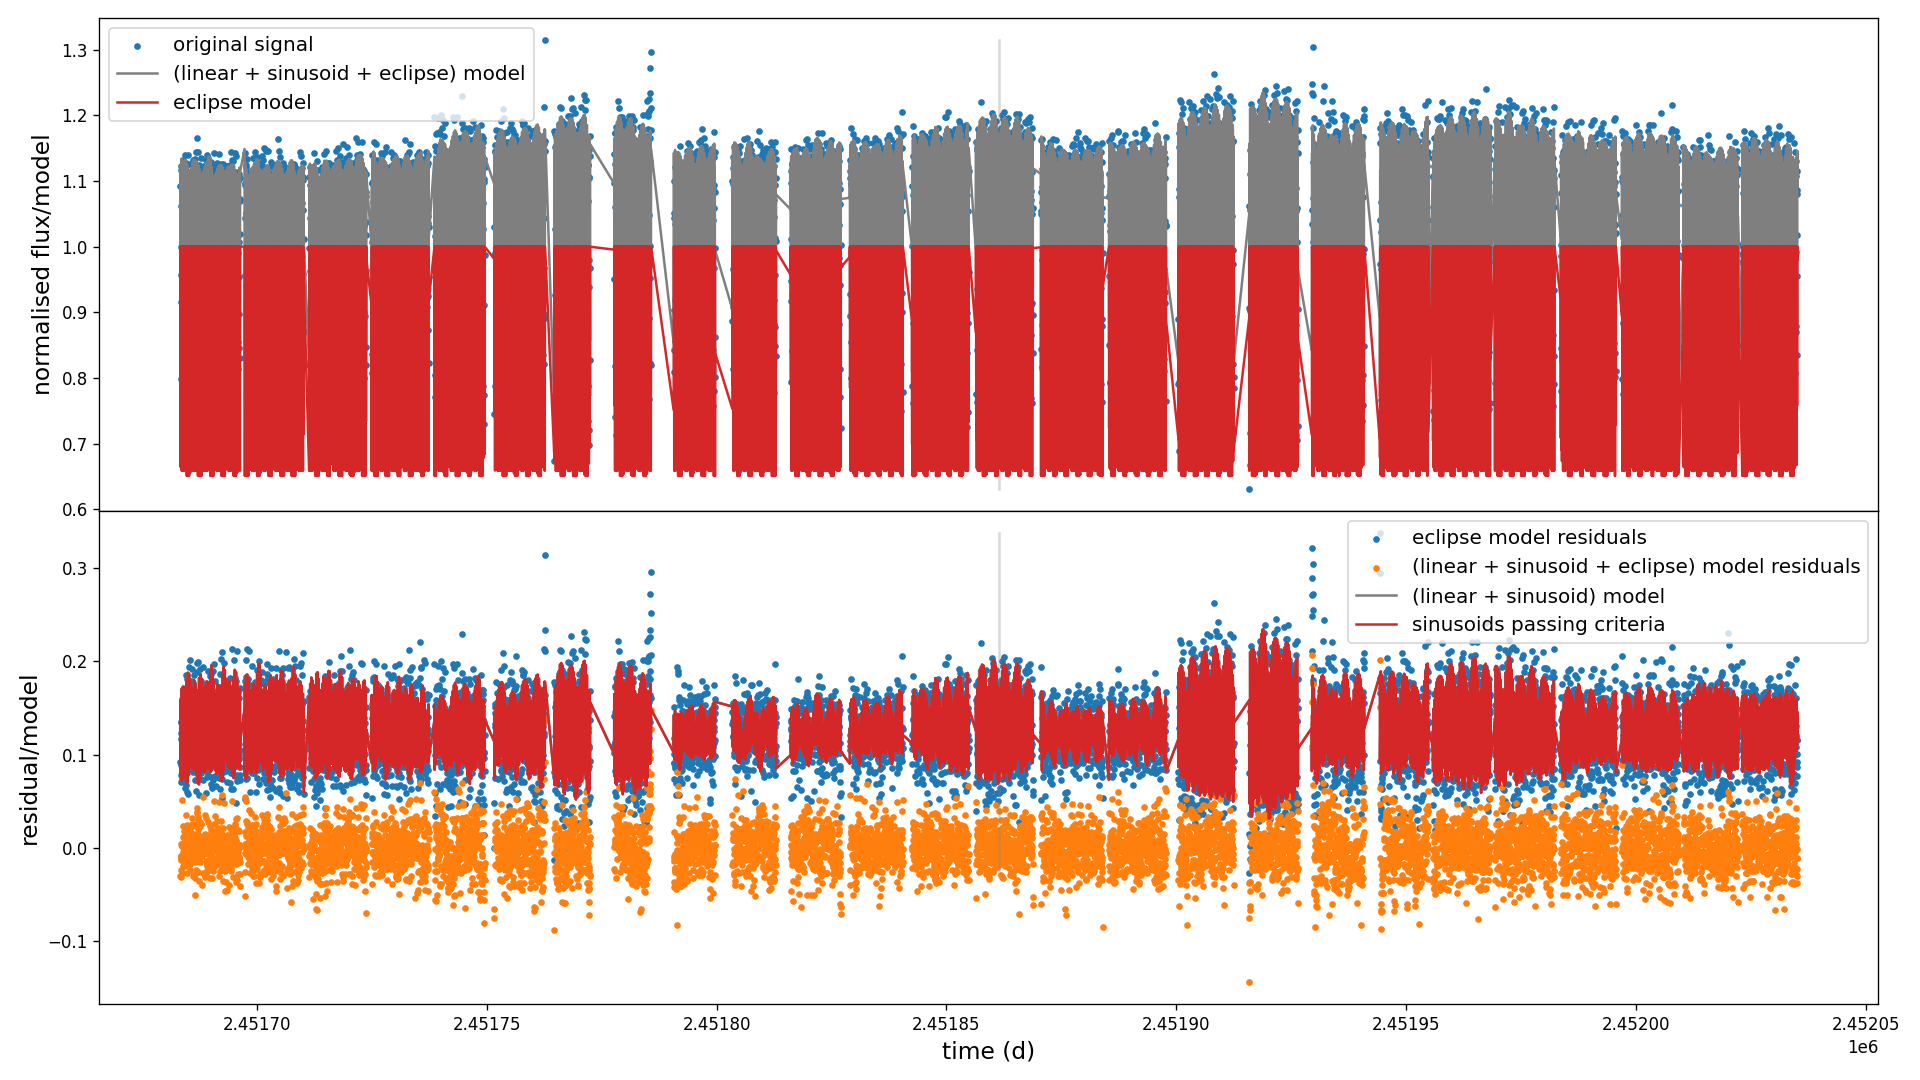 original signal
(linear + sinusoid + eclipse) model
eclipse model
normalised flux/model
1.3
1.2
1.1
1.0
0.9
0.8
0.7
0.6
eclipse model residuals
(linear + sinusoid + eclipse) model residuals
(linear + sinusoid) model
sinusoids passing criteria
residual/model
0.3
0.2
0.1
0.0
−0.1
2.45170 2.45175 2.45180 2.45185 2.45190 2.45195 2.45200 2.45205
time (d)
1e6